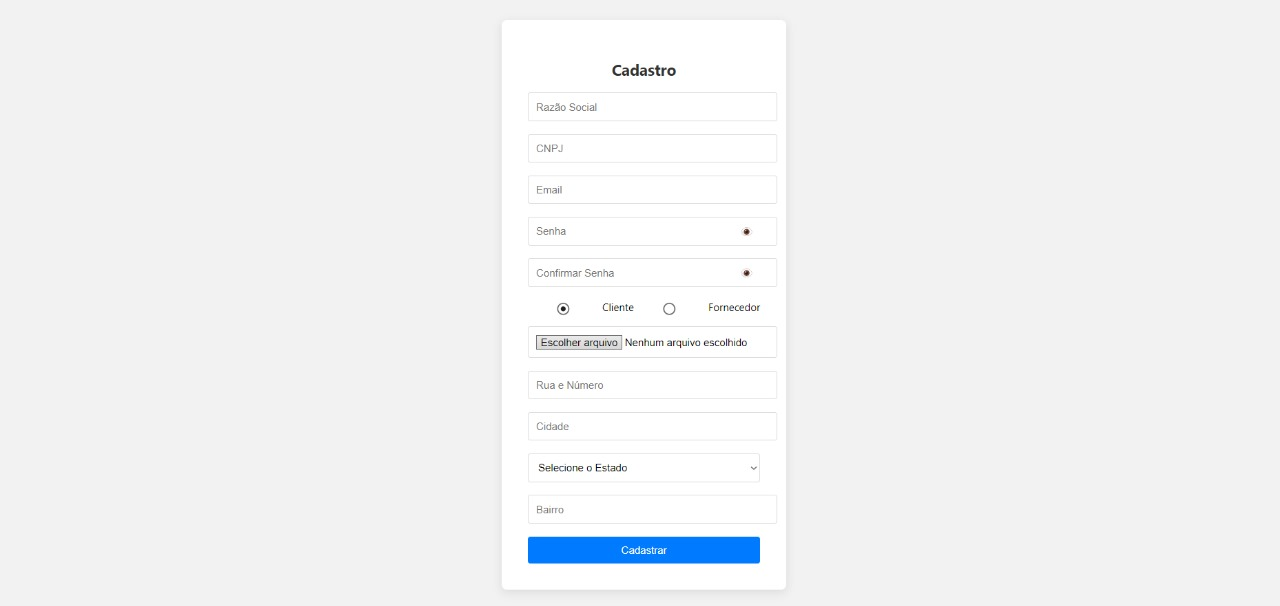 Cadastro
Razão Social
CNPJ
Email
Senha
Confirmar Senha
Cliente Fornecedor
Escolher arquivo Nenhum arquivo escolhido
Rua e Número
Cidade
Selecione o Estado
Bairro
Cadastrar